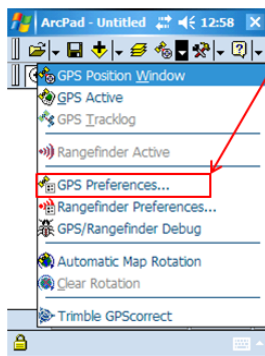 ArcPad - Untitled 12:58
GPS Position Window
GPS Active
GPS Tracklog
Rangefinder Active
GPS Preferences...
Rangefinder Preferences...
GPS/Rangefinder Debug
Automatic Map Rotation
Clear Rotation
Trimble GPScorrect